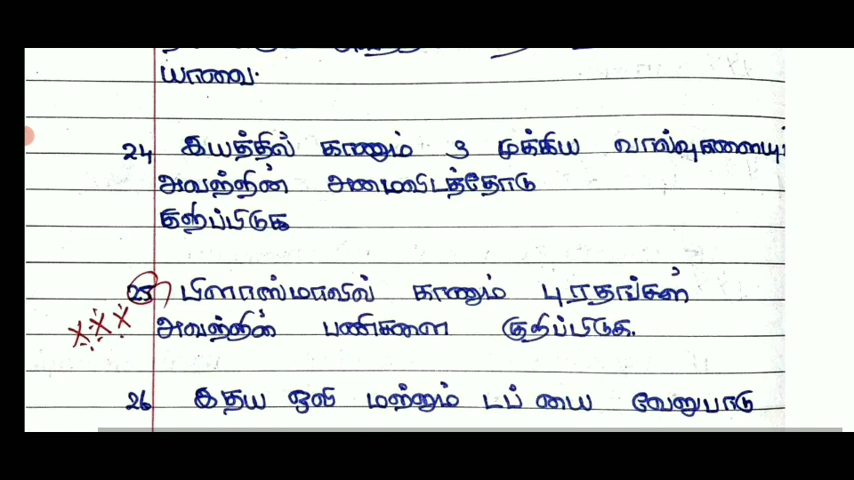 யாவை.
24 இயத்தில் காணும் 3 முக்கிய வால்வுகளையு
அவற்றின் அமைவிடத்தோடு
குறிப்பிடுக
25 பிளாஸ்மாவில் காணும் புரதங்கள்
அவற்றின் பணிகளை குறிப்பிடுக.
26 இதய ஒலி மற்றும் டப் யை வேறுபாடு